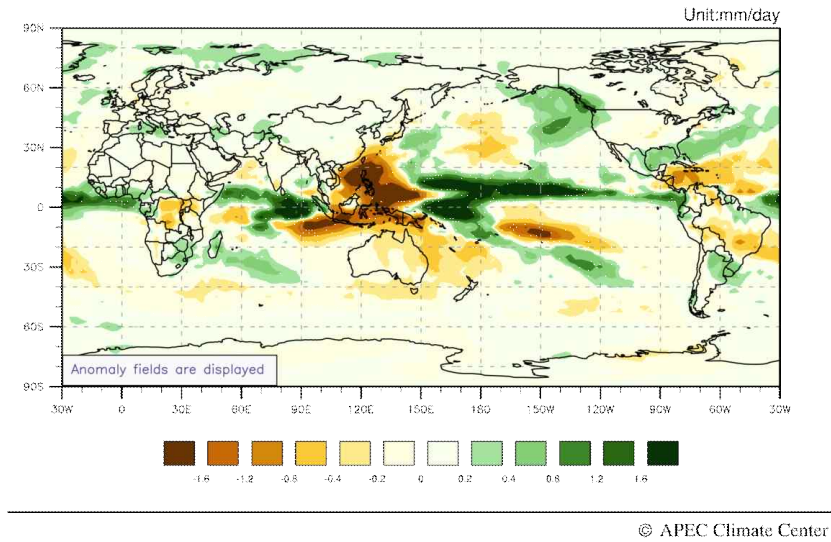 Unit:mm/day
90N
60N
30N
0
30S
60S
90S
Anomaly fields are displayed
30W 0 30E 60E 90E 120E 150E 180 150W 120W 90W 60W 30W
-1.6 -1.2 -0.8 -0.4 -0.2 0 0.2 0.4 0.8 1.2 1.6
© APEC Climate Center